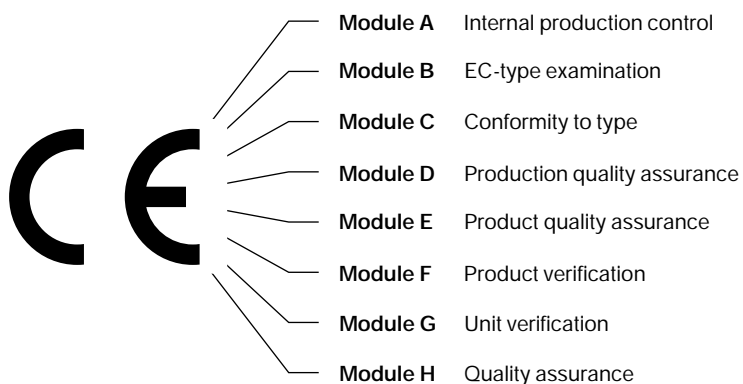 CE
Module A Internal production control
Module B EC-type examination
Module C Conformity to type
Module D Production quality assurance
Module E Product quality assurance
Module F Product verification
Module G Unit verification
Module H Quality assurance